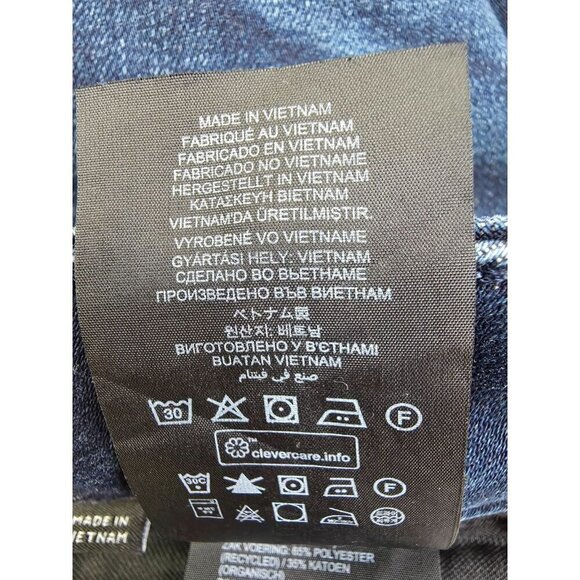 MADE IN VIETNAM
FABRIQUÉ AU VIETNAM
FABRICADO EN VIETNAM
FABRICADO NO VIETNAME
HERGESTELLT IN VIETNAM
ΚΑΤΑΣΚΕΥΗ ΒΙΕΤΝΑΜ
VIETNAM'DA ÜRETILMIŞTIR.
VYROBENÉ VO VIETNAME
GYÁRTÁSI HELY: VIETNAM
СДЕЛАНО ВО ВЬЕТНАМЕ
ПРОИЗВЕДЕНО ВЪВ ВИЕТНАМ
ベトナム製
원산지: 베트남
ВИГОТОВЛЕНО У В'ЄТНАМІ
BUATAN VIETNAM
صنع في فيتنام
30 F
™ clevercare.info
30C F
MADE IN
VIETNAM
ZAK VOERING: 65% POLYESTER
(RECYCLED) / 35% KATOEN
(ORGANISCH)